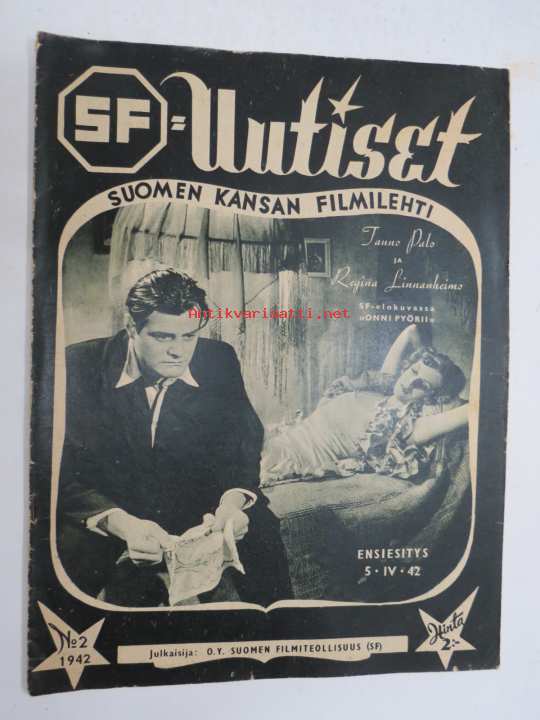 SF=Uutiset
SUOMEN KANSAN FILMILEHTI
Tauno Palo
JA
Regina Linnanheimo
SF-elokuvassa
»ONNI PYÖRII»
Antikvariaatti.net
ENSIESITYS
5·IV·42
No 2
1942
Julkaisija: O.Y. SUOMEN FILMITEOLLISUUS (SF)
Hinta
2:-